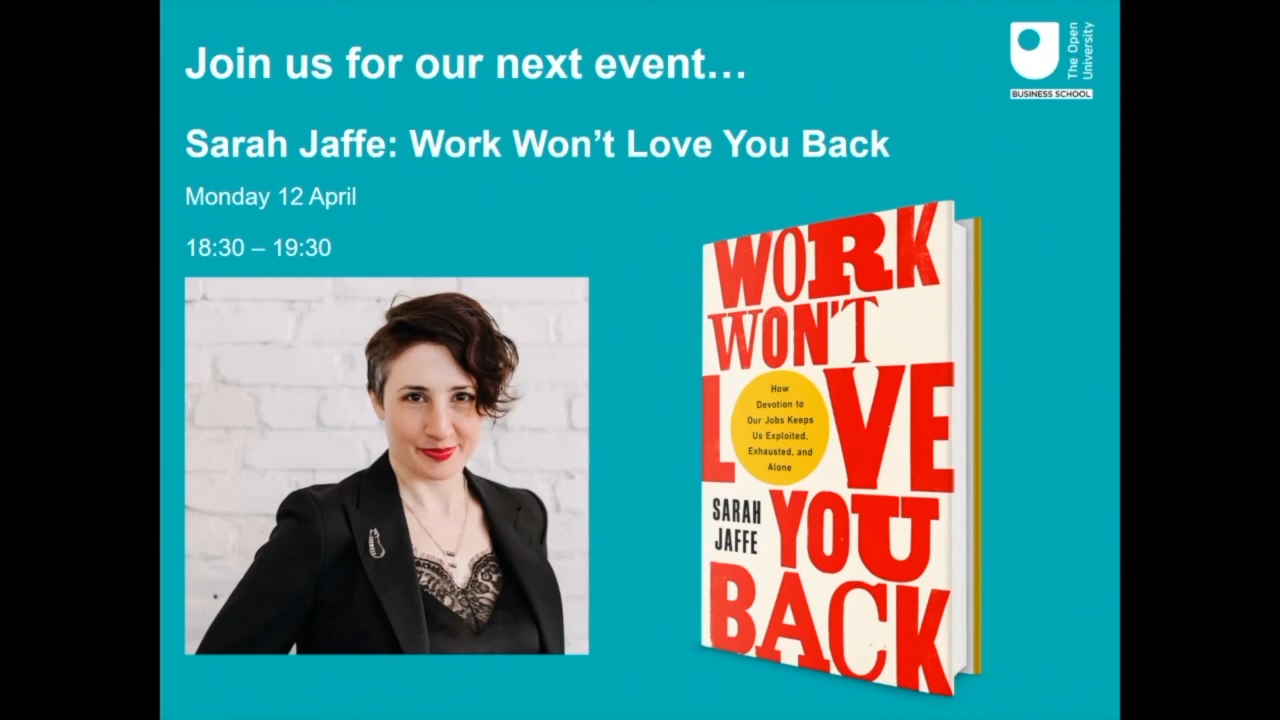 Join us for our next event…
The Open
University
BUSINESS SCHOOL
Sarah Jaffe: Work Won’t Love You Back
Monday 12 April
18:30 – 19:30
WORK
WON'T
LOVE
How
Devotion to
Our Jobs Keeps
Us Exploited,
Exhausted, and
Alone
SARAH
JAFFE
YOU
BACK